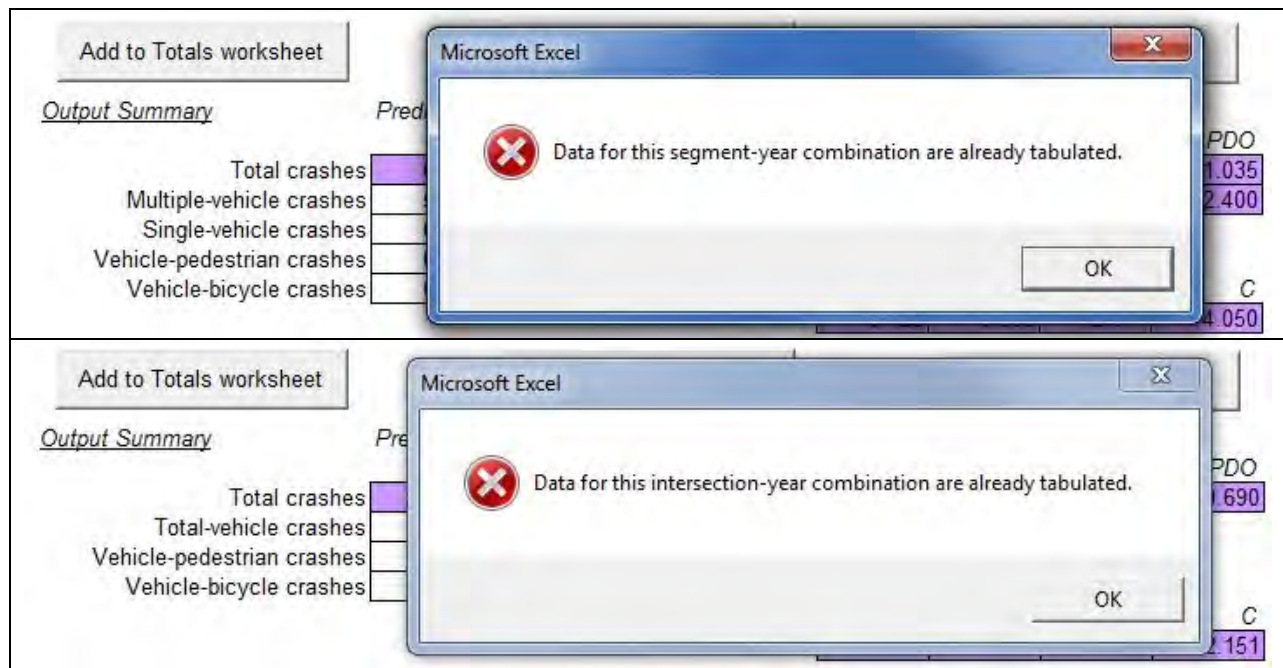 Add to Totals worksheet
Microsoft Excel
Output Summary
Data for this segment-year combination are already tabulated.
PDO
Total crashes
1.035
Multiple-vehicle crashes
2.400
Single-vehicle crashes
Vehicle-pedestrian crashes
OK
Vehicle-bicycle crashes
C
4.050
Add to Totals worksheet
Microsoft Excel
Output Summary
Data for this intersection-year combination are already tabulated.
PDO
Total crashes
.690
Total-vehicle crashes
Vehicle-pedestrian crashes
Vehicle-bicycle crashes
OK
C
2.151